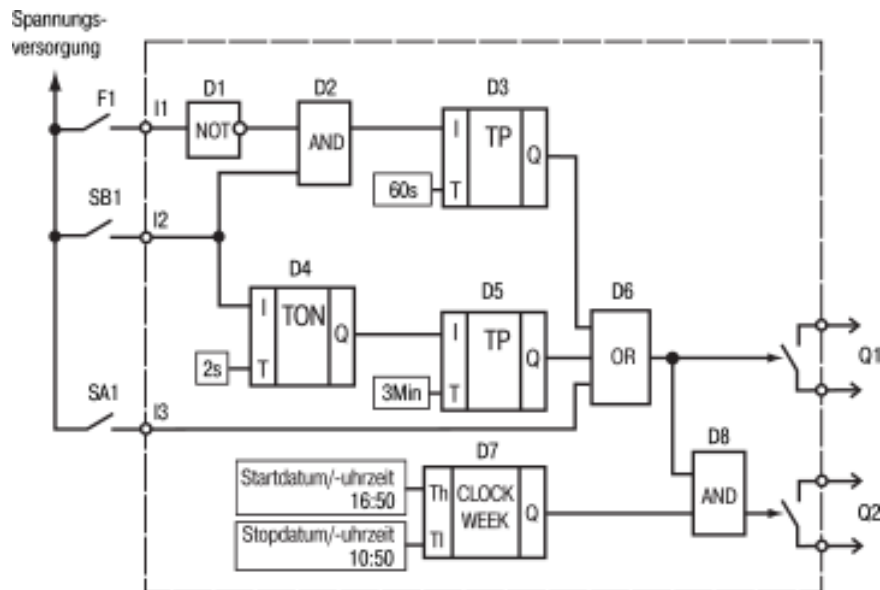 Spannungs-
versorgung
F1
I1
D1
NOT
D2
AND
D3
I
TP
Q
60s
T
SB1
I2
D4
I
TON
Q
2s
T
D5
I
TP
Q
3Min
T
D6
OR
Q1
SA1
I3
D7
Startdatum/-uhrzeit
16:50
Th
CLOCK
WEEK
Q
Stopdatum/-uhrzeit
10:50
Tl
D8
AND
Q2